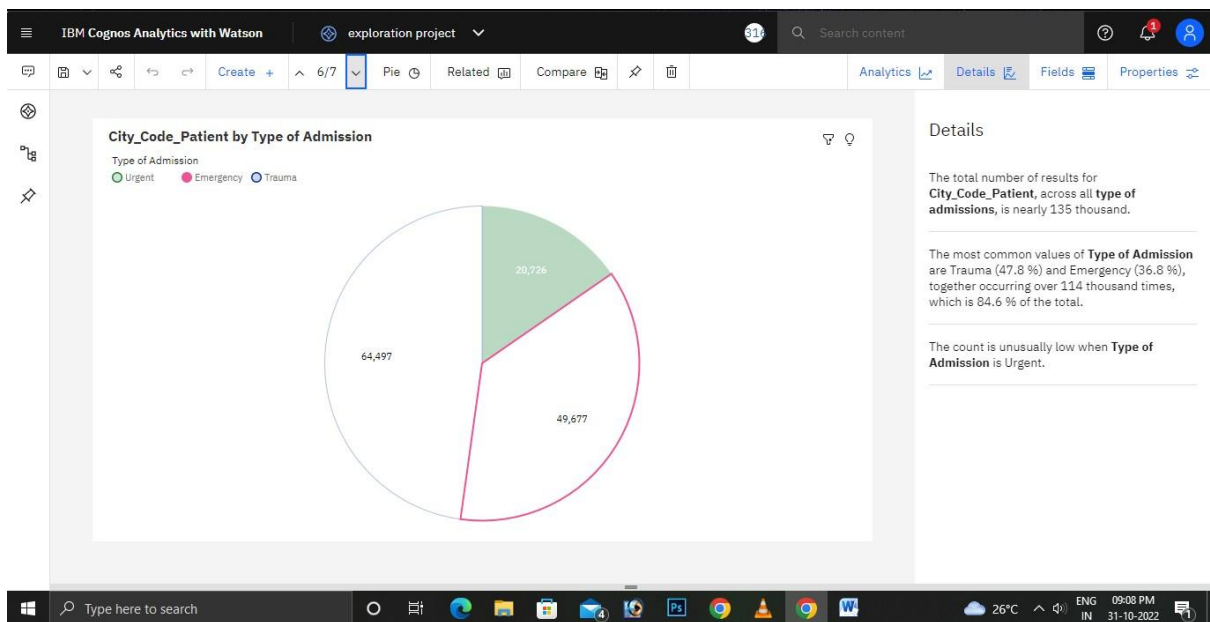 IBM Cognos Analytics with Watson
exploration project
316
Search content
1
Create +
6/7
Pie
Related
Compare
Analytics
Details
Fields
Properties
City_Code_Patient by Type of Admission
Type of Admission
Urgent
Emergency
Trauma
20,726
64,497
49,677
Details
The total number of results for
City_Code_Patient, across all type of
admissions, is nearly 135 thousand.
The most common values of Type of Admission
are Trauma (47.8 %) and Emergency (36.8 %),
together occurring over 114 thousand times,
which is 84.6 % of the total.
The count is unusually low when Type of
Admission is Urgent.
Type here to search
4
Ps
W
26°C
ENG
IN
09:08 PM
31-10-2022
1